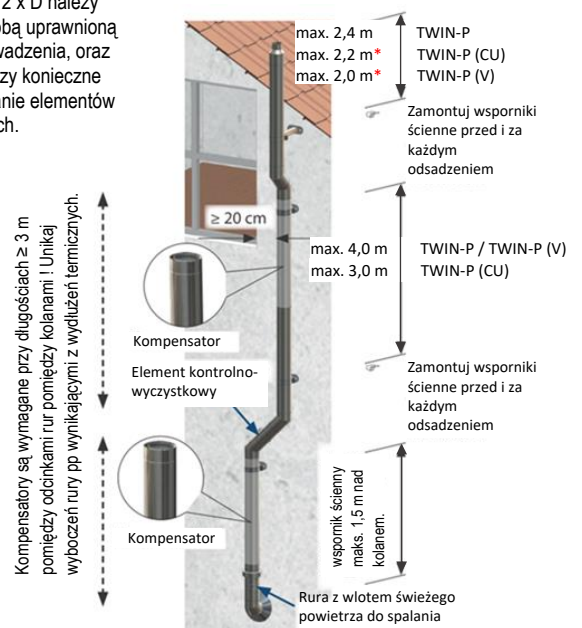 2 x D należy
obą uprawnioną
wadzenia, oraz
zy konieczne
anie elementów
ch.
max. 2,4 m TWIN-P
max. 2,2 m* TWIN-P (CU)
max. 2,0 m* TWIN-P (V)
Zamontuj wsporniki
ścienne przed i za
każdym
odsadzeniem
≥ 20 cm
max. 4,0 m TWIN-P / TWIN-P (V)
max. 3,0 m TWIN-P (CU)
Kompensatory są wymagane przy długościach ≥ 3 m
pomiędzy odcinkami rur pomiędzy kolanami ! Unikaj
wyboczeń rury pp wynikającymi z wydłużeń termicznych.
Kompensator
Element kontrolno-
wyczystkowy
Zamontuj wsporniki
ścienne przed i za
każdym
odsadzeniem
Kompensator
wspornik ścienny
maks. 1,5 m nad
kolanem.
Rura z wlotem świeżego
powietrza do spalania